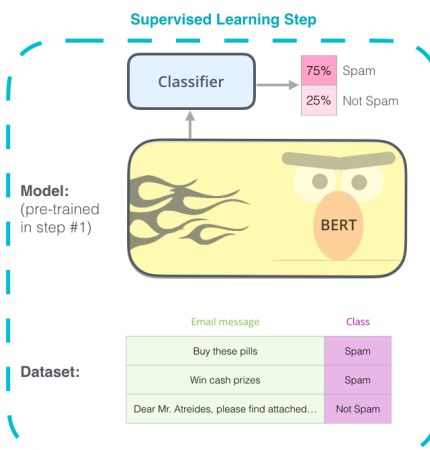 Supervised Learning Step
Classifier
75% Spam
25% Not Spam
Model:
(pre-trained
in step #1)
BERT
Email message Class
Buy these pills Spam
Win cash prizes Spam
Dear Mr. Atreides, please find attached... Not Spam
Dataset: